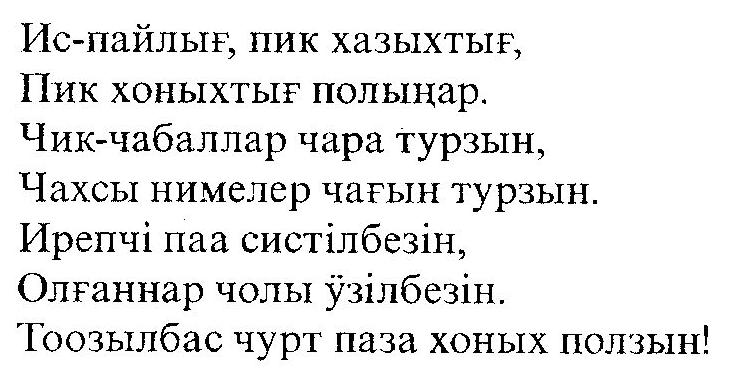 Ис-пайлығ, пик хазыхтығ,
Пик хоныхтығ полыңар.
Чик-чабаллар чара турзын,
Чахсы нимелер чағын турзын.
Ирепчі паа систілбезін,
Олғаннар чолы ӱзілбезін.
Тоозылбас чурт паза хоных ползын!